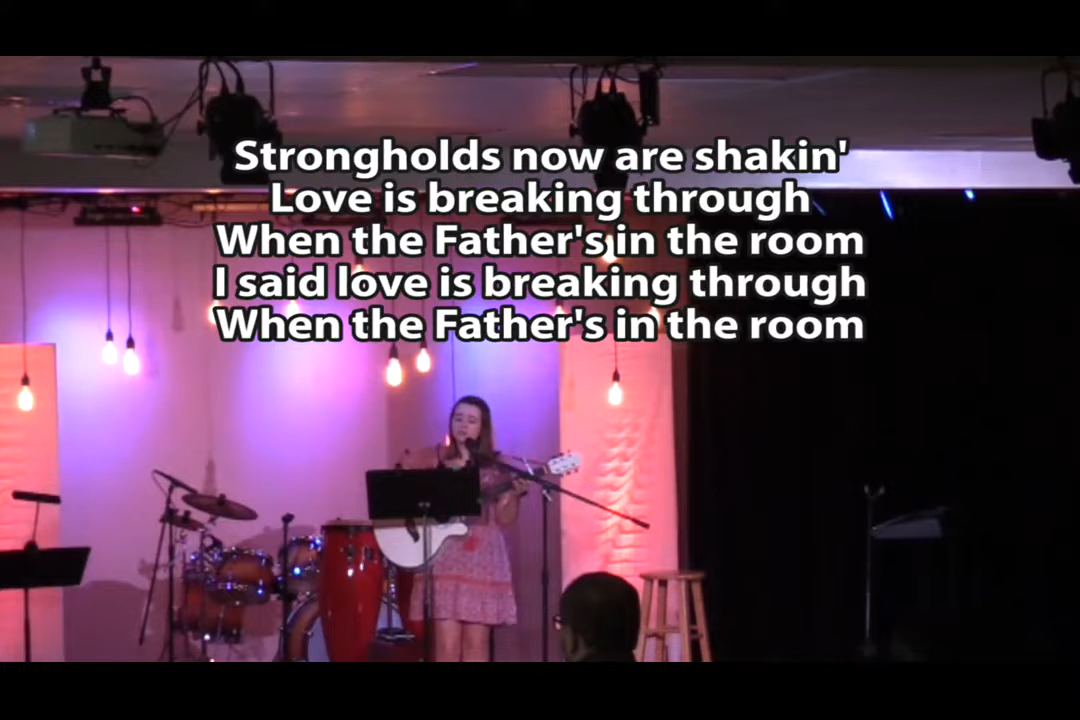 Strongholds now are shakin'
Love is breaking through
When the Father's in the room
I said love is breaking through
When the Father's in the room